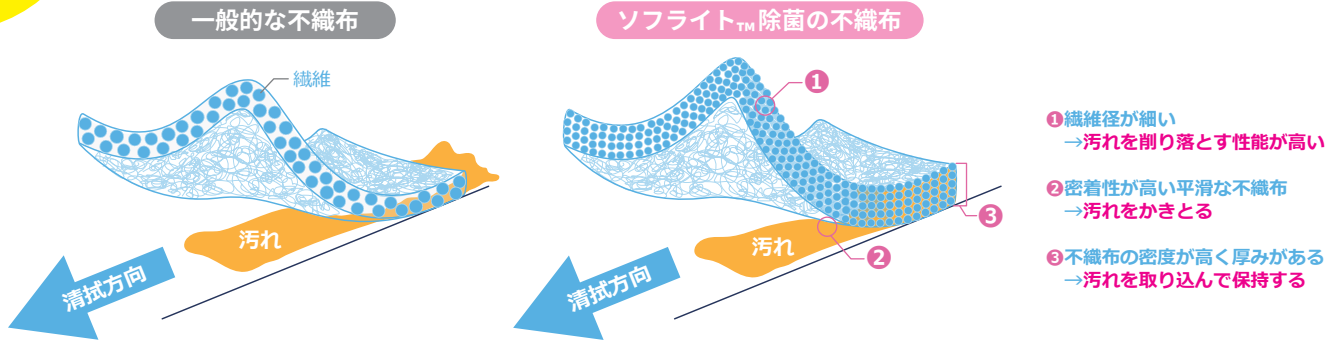 一般的な不織布
ソフライト™除菌の不織布
繊維
汚れ
清拭方向
❶
❷
❸
汚れ
清拭方向
❶繊維径が細い
→汚れを削り落とす性能が高い
❷密着性が高い平滑な不織布
→汚れをかきとる
❸不織布の密度が高く厚みがある
→汚れを取り込んで保持する